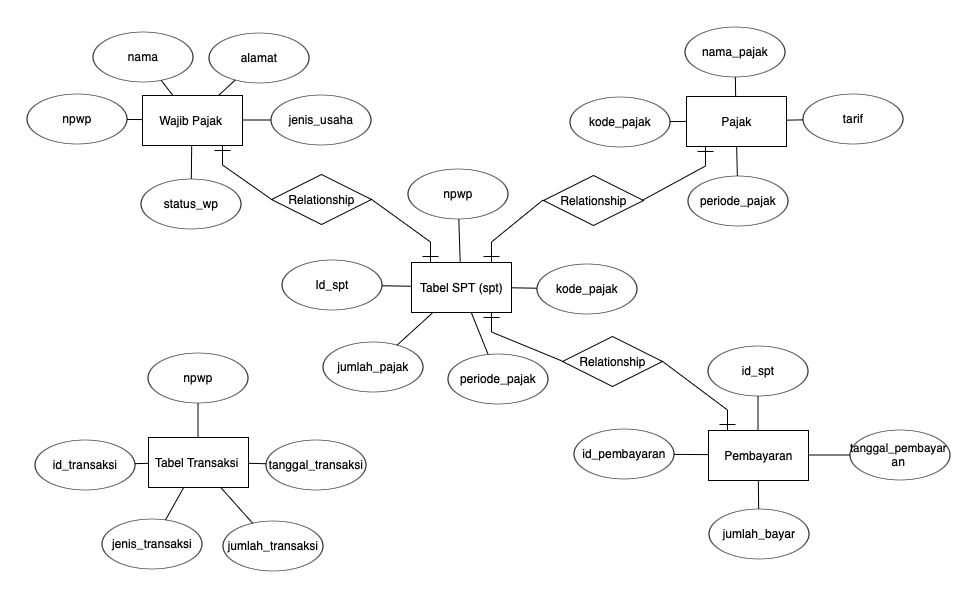 nama
alamat
npwp
Wajib Pajak
jenis_usaha
status_wp
Relationship
nama_pajak
kode_pajak
Pajak
tarif
periode_pajak
Relationship
npwp
Id_spt
Tabel SPT (spt)
kode_pajak
jumlah_pajak
periode_pajak
Relationship
npwp
id_transaksi
Tabel Transaksi
tanggal_transaksi
jenis_transaksi
jumlah_transaksi
id_spt
id_pembayaran
Pembayaran
tanggal_pembayar
an
jumlah_bayar